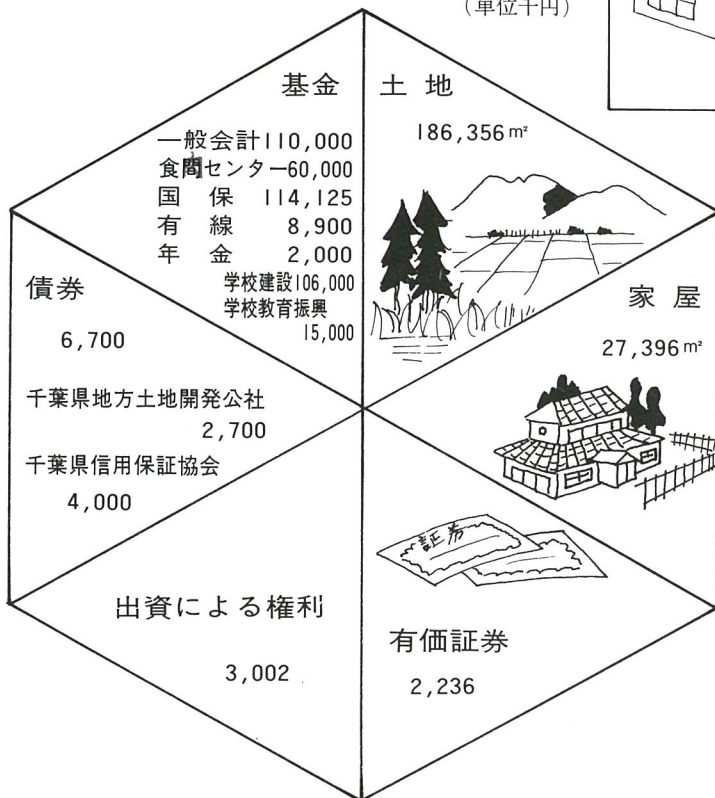 (単位千円)
基金
一般会計110,000
食間センター60,000
国保 114,125
有線 8,900
年金 2,000
学校建設106,000
学校教育振興
15,000
土地
186,356㎡
債券
6,700
千葉県地方土地開発公社
2,700
千葉県信用保証協会
4,000
家屋
27,396㎡
出資による権利
3,002
証券
有価証券
2,236